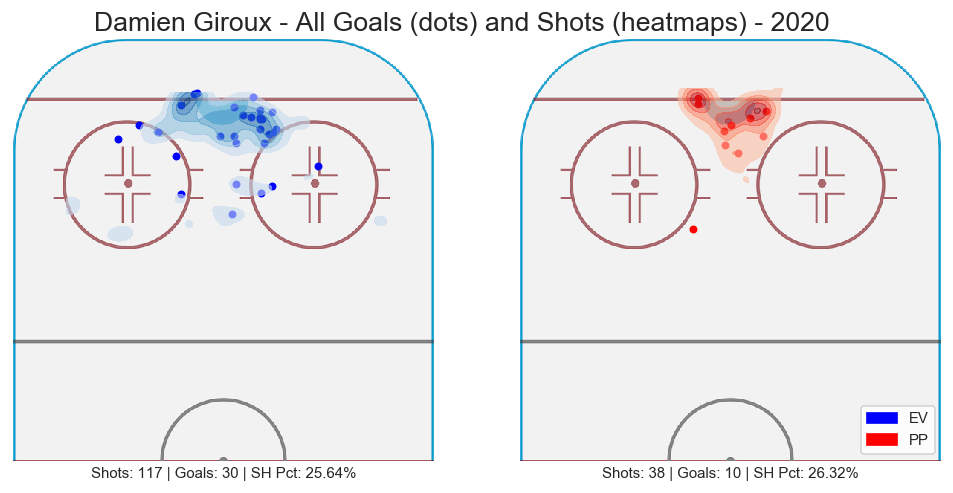 Damien Giroux - All Goals (dots) and Shots (heatmaps) - 2020
EV
PP
Shots: 117 | Goals: 30 | SH Pct: 25.64%
Shots: 38 | Goals: 10 | SH Pct: 26.32%